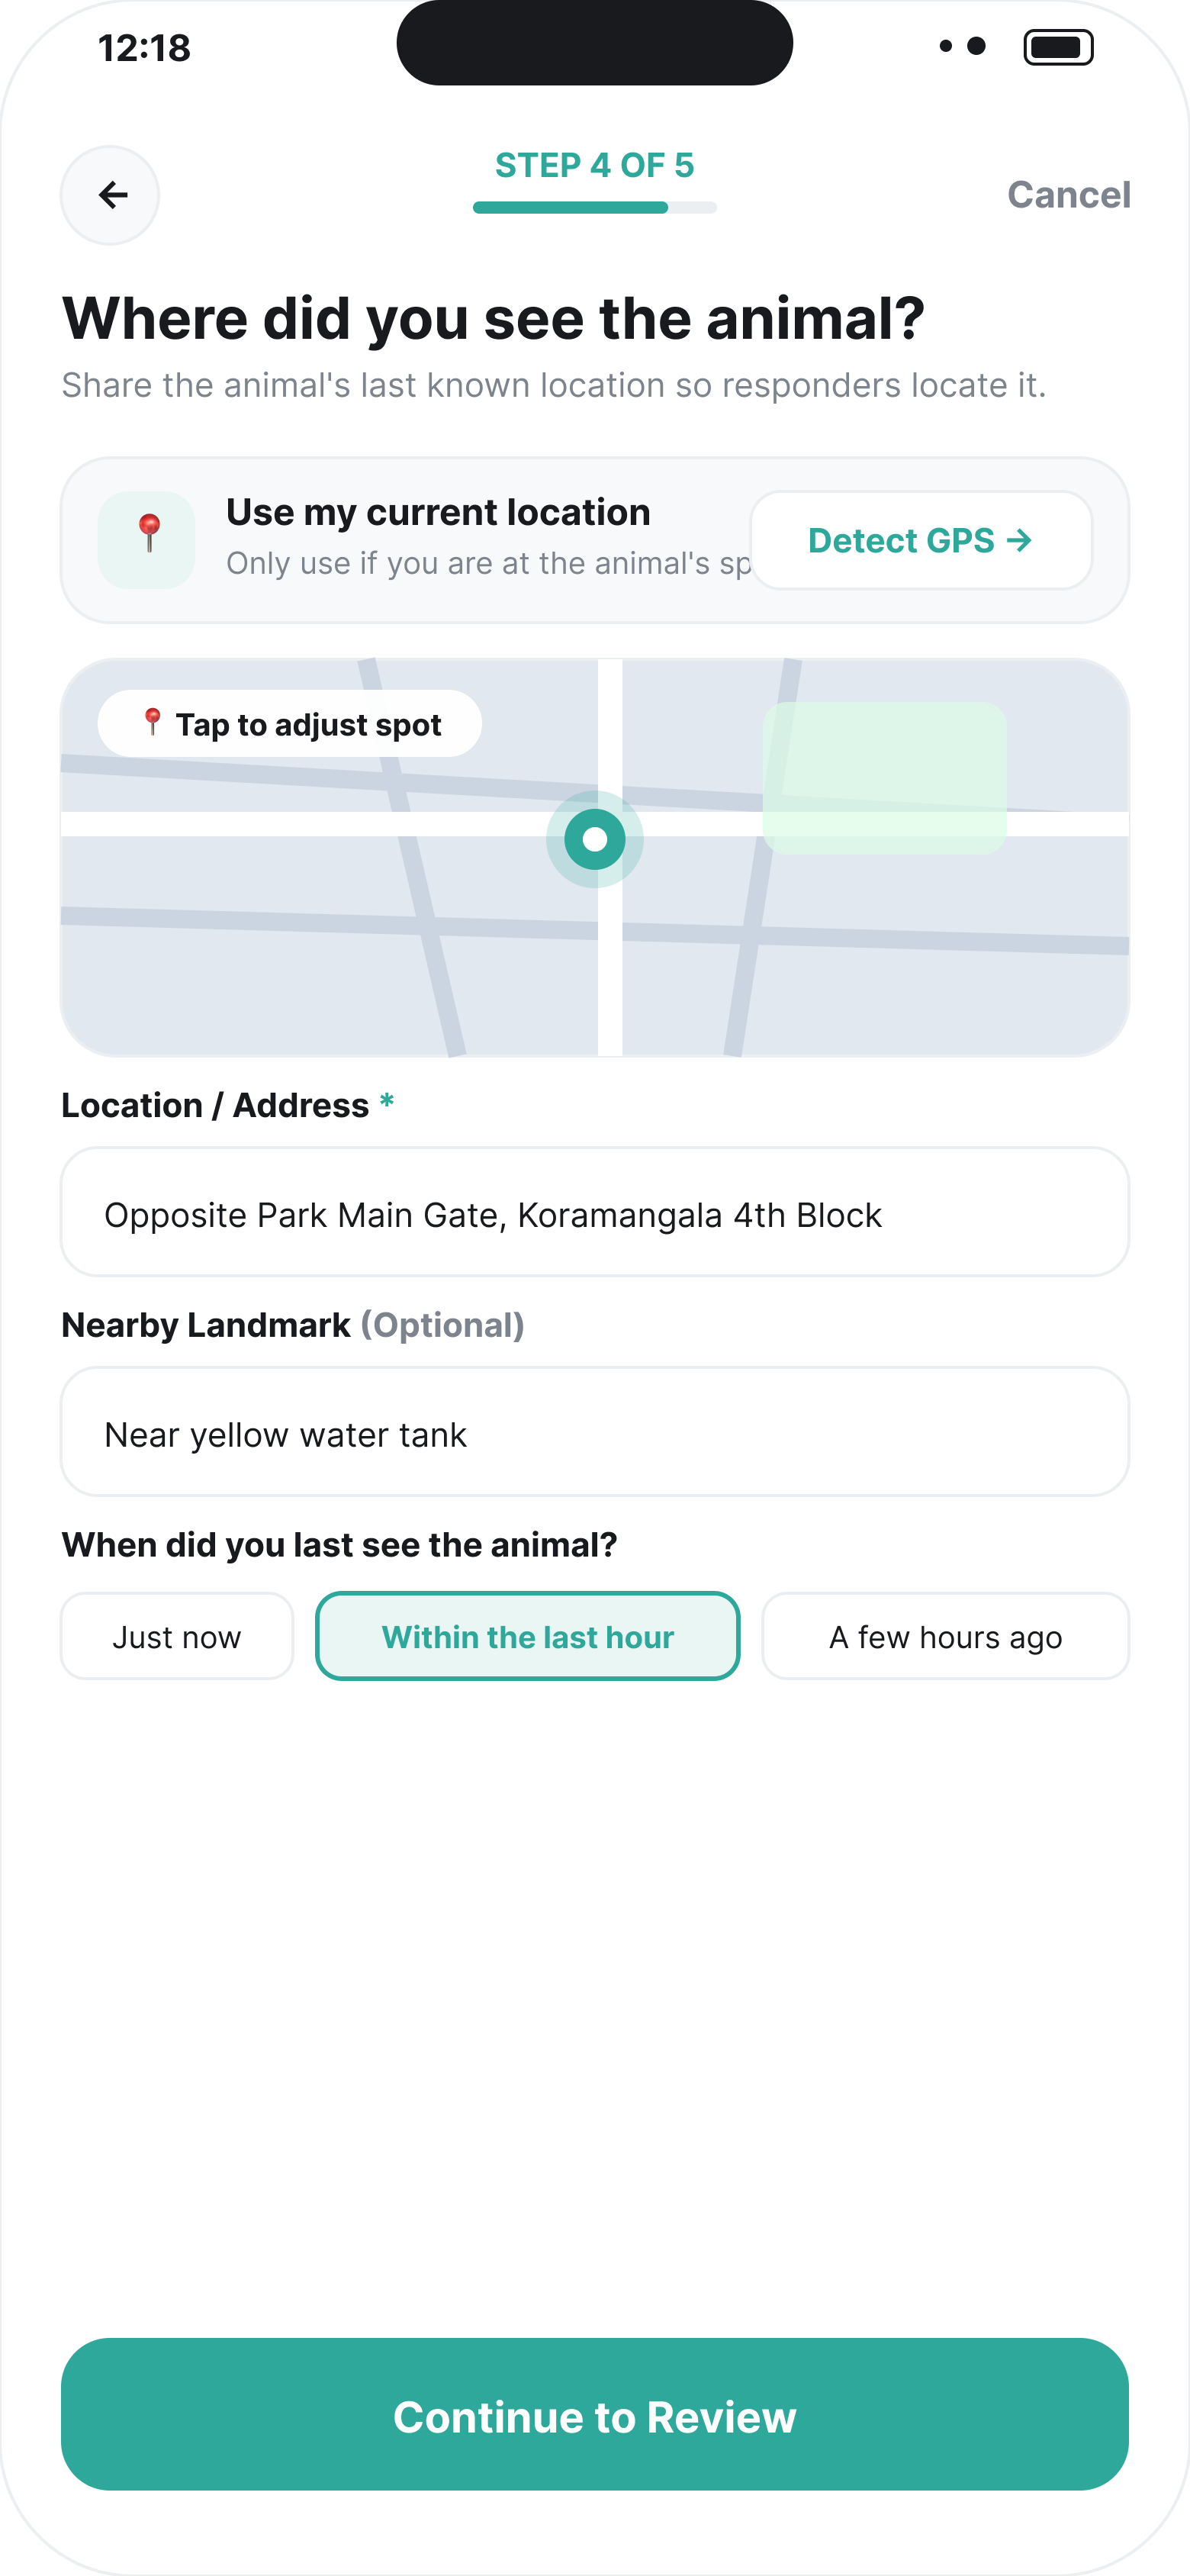 12:18
STEP 4 OF 5
Cancel
Where did you see the animal?
Share the animal's last known location so responders locate it.
Use my current location
Only use if you are at the animal's sp
Detect GPS →
Tap to adjust spot
Location / Address *
Opposite Park Main Gate, Koramangala 4th Block
Nearby Landmark (Optional)
Near yellow water tank
When did you last see the animal?
Just now
Within the last hour
A few hours ago
Continue to Review